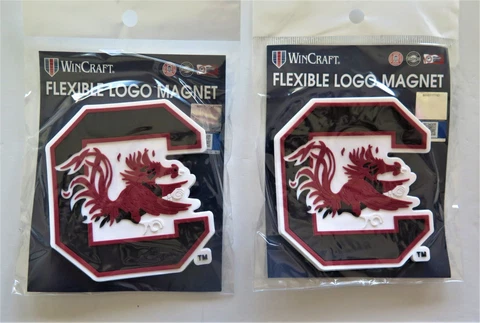 WINCRAFT.
FLEXIBLE LOGO MAGNET
C
TM
WINCRAFT.
FLEXIBLE LOGO MAGNET
C
TM